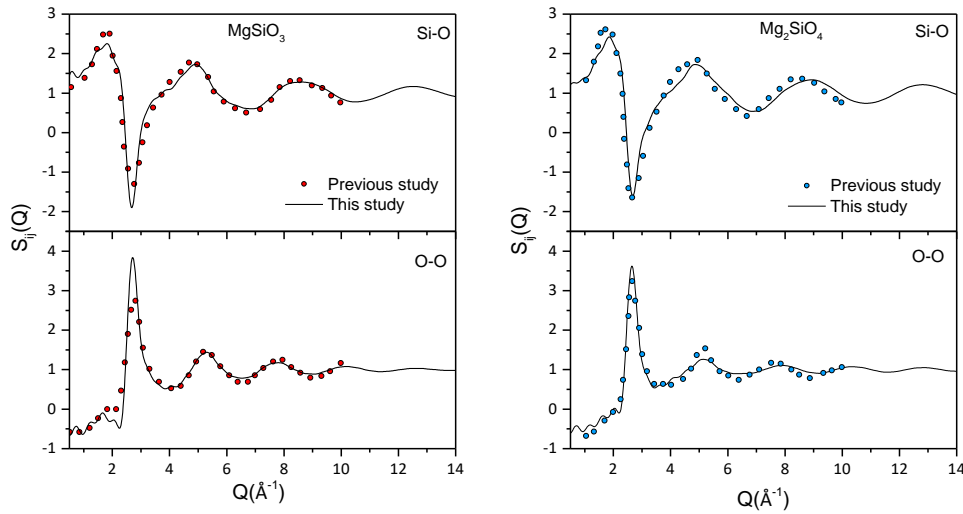 MgSiO₃
Si-O
3
2
1
0
-1
-2
Previous study
This study
Sᵢⱼ(Q)
O-O
4
3
2
1
0
-1
2 4 6 8 10 12 14
Q(Å⁻¹)
Mg₂SiO₄
Si-O
3
2
1
0
-1
-2
Previous study
This study
Sᵢⱼ(Q)
O-O
4
3
2
1
0
-1
2 4 6 8 10 12 14
Q(Å⁻¹)